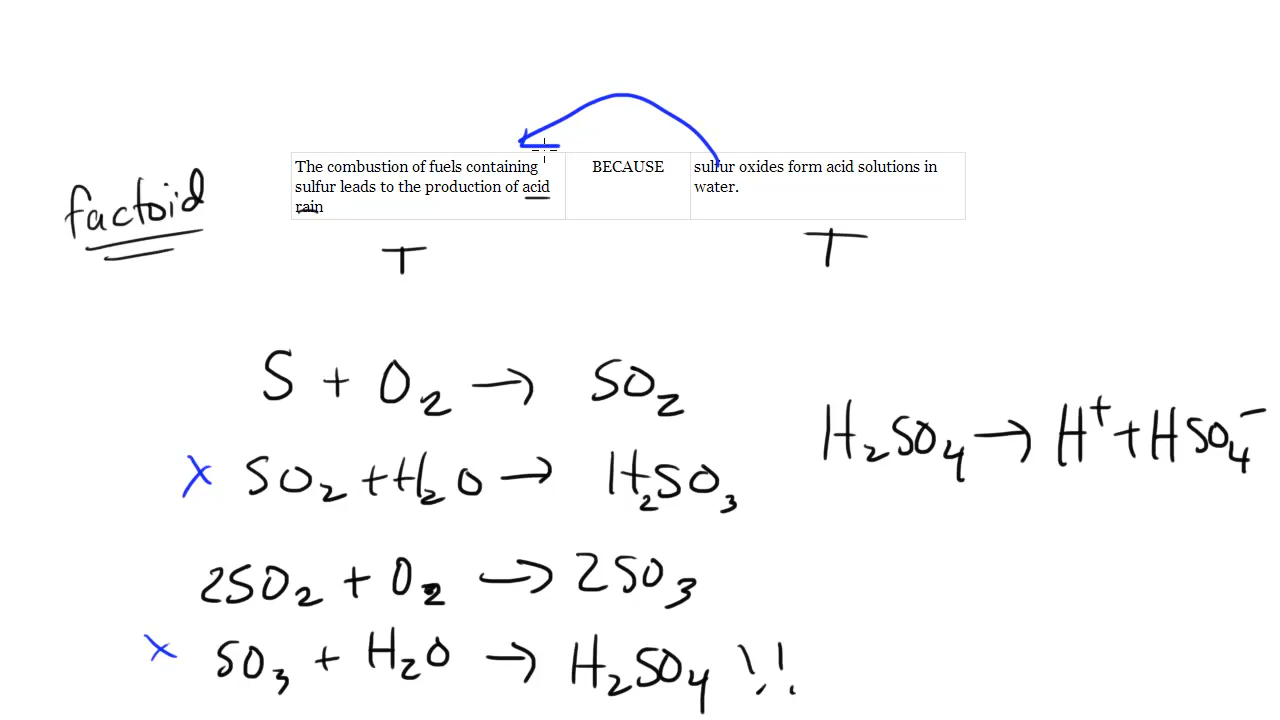 The combustion of fuels containing sulfur leads to the production of acid rain
BECAUSE
sulfur oxides form acid solutions in water.
factoid
T
T
S + O₂ → SO₂
H₂SO₄ → H⁺ + HSO₄⁻
x SO₂ + H₂O → H₂SO₃
2SO₂ + O₂ → 2SO₃
x SO₃ + H₂O → H₂SO₄ !!